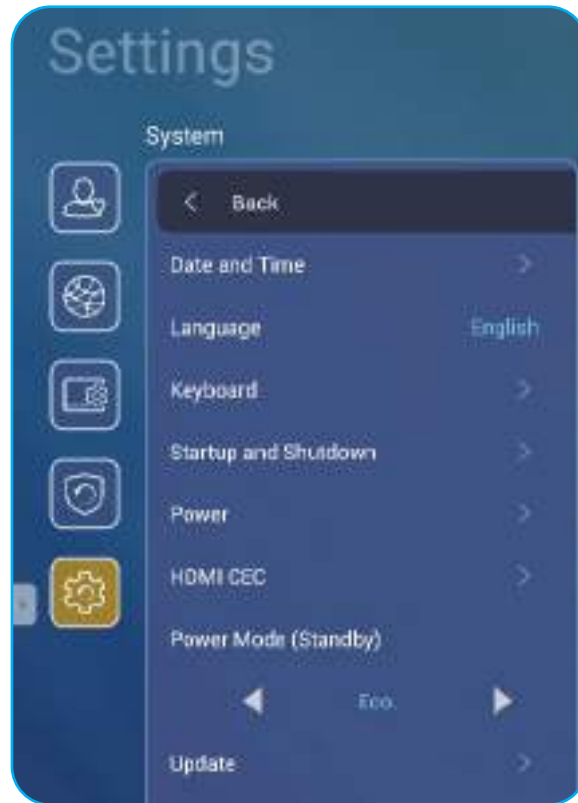 Settings
System
Back
Date and Time
Language English
Keyboard
Startup and Shutdown
Power
HDMI CEC
Power Mode (Standby)
Eco.
Update